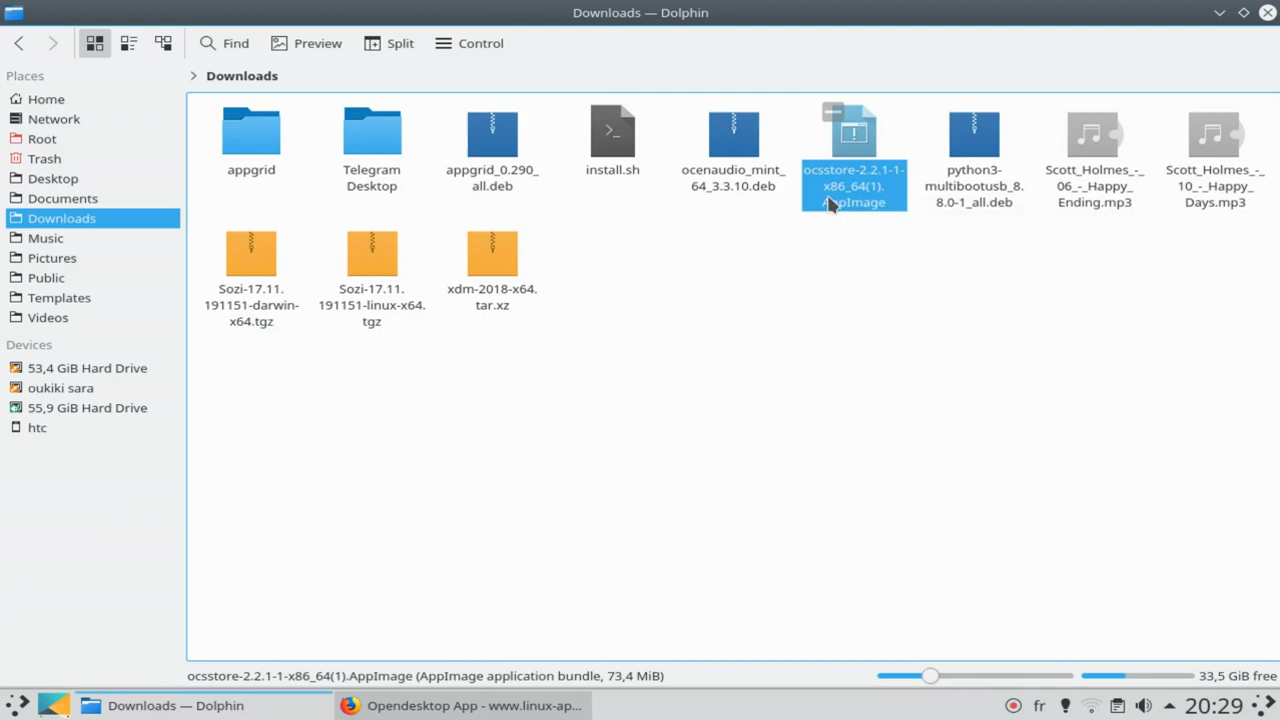 Downloads — Dolphin
Find
Preview
Split
Control
Places
Home
Network
Root
Trash
Desktop
Documents
Downloads
Music
Pictures
Public
Templates
Videos
Devices
53,4 GiB Hard Drive
oukiki sara
55,9 GiB Hard Drive
htc
Downloads
appgrid
Telegram
Desktop
appgrid_0.290_
all.deb
install.sh
ocenaudio_mint_
64_3.3.10.deb
ocsstore-2.2.1-1-
x86_64(1).
AppImage
python3-
multibootusb_8.
8.0-1_all.deb
Scott_Holmes_-_
06_-_Happy_
Ending.mp3
Scott_Holmes_-_
10_-_Happy_
Days.mp3
Sozi-17.11.
191151-darwin-
x64.tgz
Sozi-17.11.
191151-linux-x64.
tgz
xdm-2018-x64.
tar.xz
ocsstore-2.2.1-1-x86_64(1).AppImage (AppImage application bundle, 73,4 MiB)
33,5 GiB free
Downloads — Dolphin
Opendesktop App - www.linux-ap...
fr
20:29